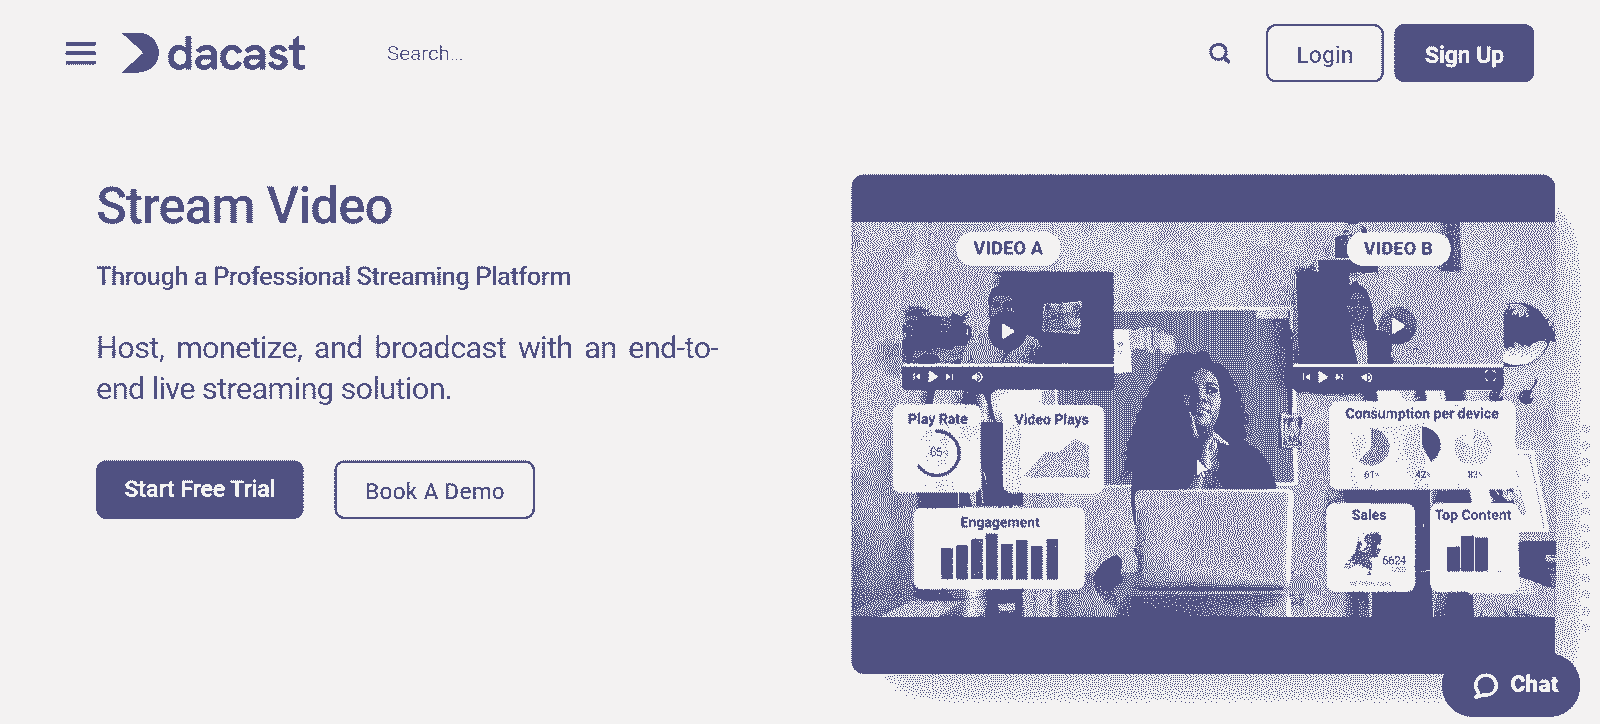 dacast
Search...
Login
Sign Up
Stream Video
Through a Professional Streaming Platform
Host, monetize, and broadcast with an end-to-
end live streaming solution.
Start Free Trial
Book A Demo
VIDEO A
VIDEO B
Play Rate
65%
Video Plays
Consumption per device
61%
42%
Engagement
Sales
6624
Top Content
Chat